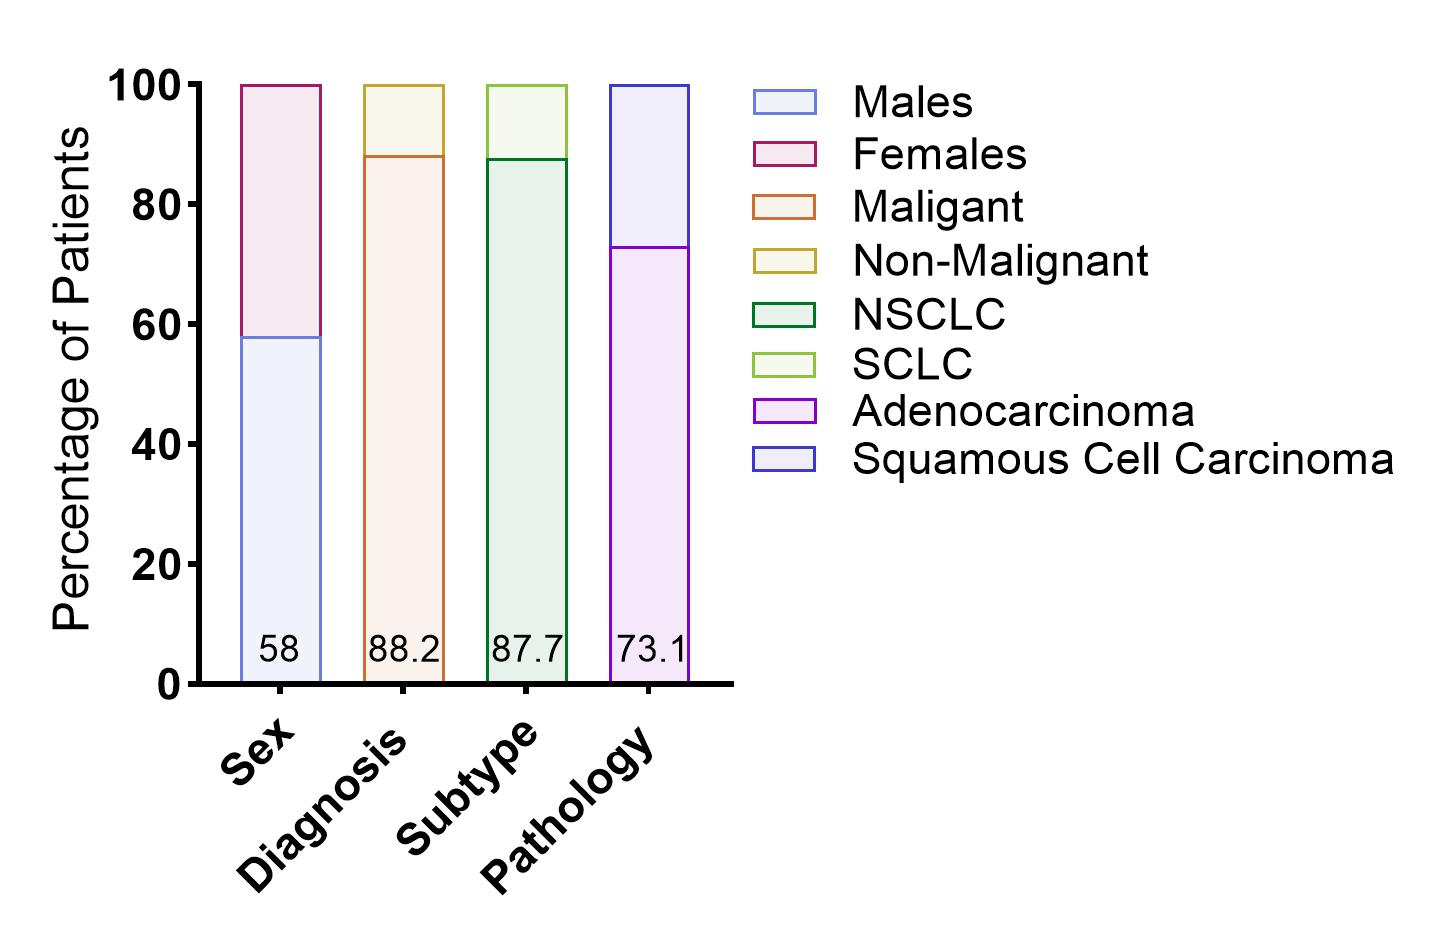 Percentage of Patients
100
80
60
40
20
0
58
88.2
87.7
73.1
Sex
Diagnosis
Subtype
Pathology
Males
Females
Maligant
Non-Malignant
NSCLC
SCLC
Adenocarcinoma
Squamous Cell Carcinoma